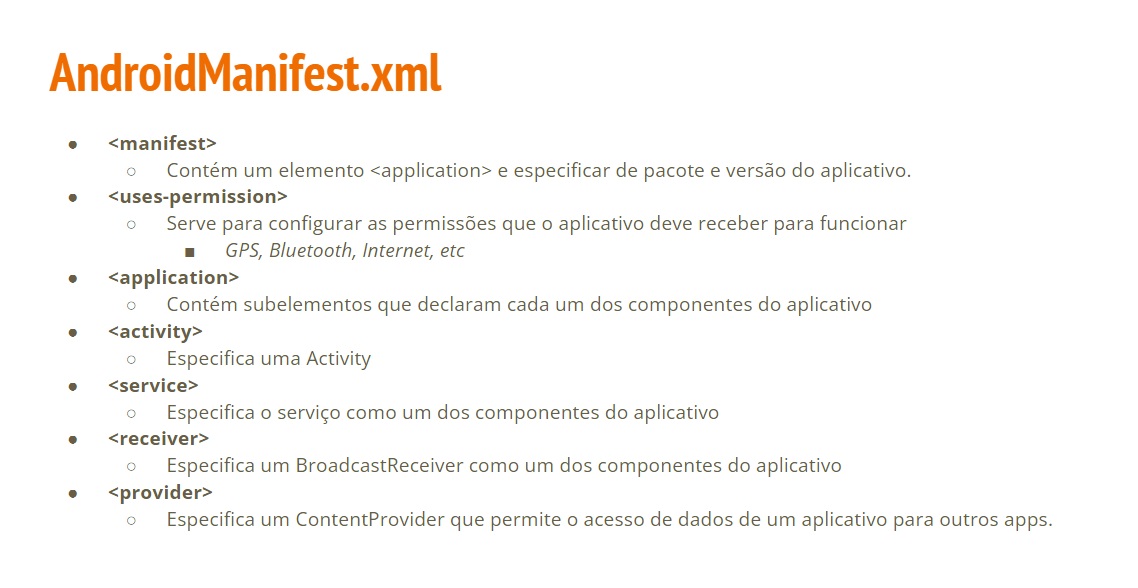 AndroidManifest.xml
● <manifest>
○ Contém um elemento <application> e especificar de pacote e versão do aplicativo.
● <uses-permission>
○ Serve para configurar as permissões que o aplicativo deve receber para funcionar
■ GPS, Bluetooth, Internet, etc
● <application>
○ Contém subelementos que declaram cada um dos componentes do aplicativo
● <activity>
○ Especifica uma Activity
● <service>
○ Especifica o serviço como um dos componentes do aplicativo
● <receiver>
○ Especifica um BroadcastReceiver como um dos componentes do aplicativo
● <provider>
○ Especifica um ContentProvider que permite o acesso de dados de um aplicativo para outros apps.